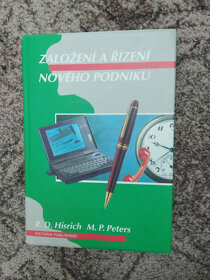 ZALOŽENÍ A ŘÍZENÍ
NOVÉHO PODNIKU
R. D. Hisrich M. P. Peters
VICTORIA PUBLISHING